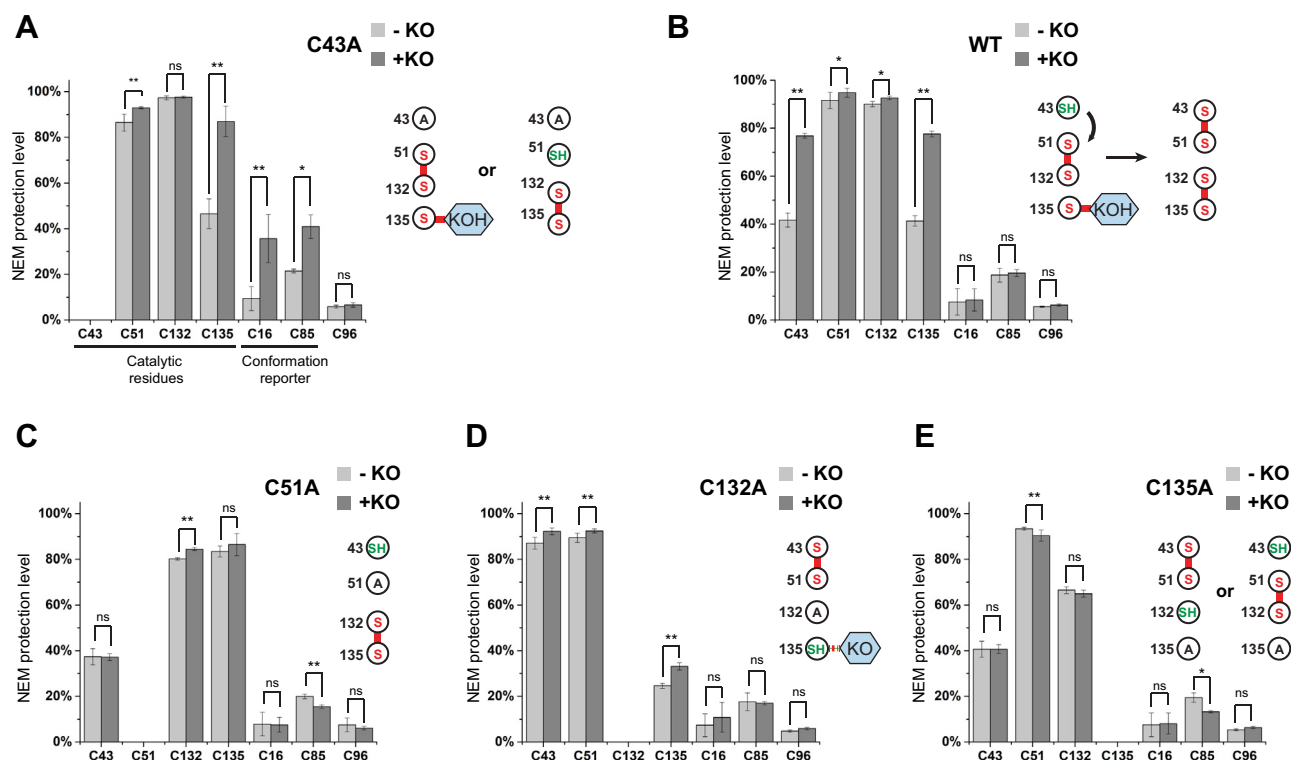 A
C43A
- KO
+KO
NEM protection level
100%
80%
60%
40%
20%
0%
**
ns
**
**
*
ns
C43 C51 C132 C135 C16 C85 C96
Catalytic
residues
Conformation
reporter
43 A
51 S
132 S
135 S KOH
or
43 A
51 SH
132 S
135 S
B
WT
- KO
+KO
NEM protection level
100%
80%
60%
40%
20%
0%
**
*
*
**
ns
ns
ns
C43 C51 C132 C135 C16 C85 C96
43 SH
51 S
132 S
135 S KOH
43 S
51 S
132 S
135 S
C
C51A
- KO
+KO
NEM protection level
100%
80%
60%
40%
20%
0%
ns
**
ns
ns
**
ns
C43 C51 C132 C135 C16 C85 C96
43 SH
51 A
132 S
135 S
D
C132A
- KO
+KO
NEM protection level
100%
80%
60%
40%
20%
0%
**
**
**
ns
ns
ns
C43 C51 C132 C135 C16 C85 C96
43 S
51 S
132 A
135 SH KO
E
C135A
- KO
+KO
NEM protection level
100%
80%
60%
40%
20%
0%
ns
**
ns
ns
*
ns
C43 C51 C132 C135 C16 C85 C96
43 S
51 S
132 SH
135 A
or
43 SH
51 S
132 S
135 A